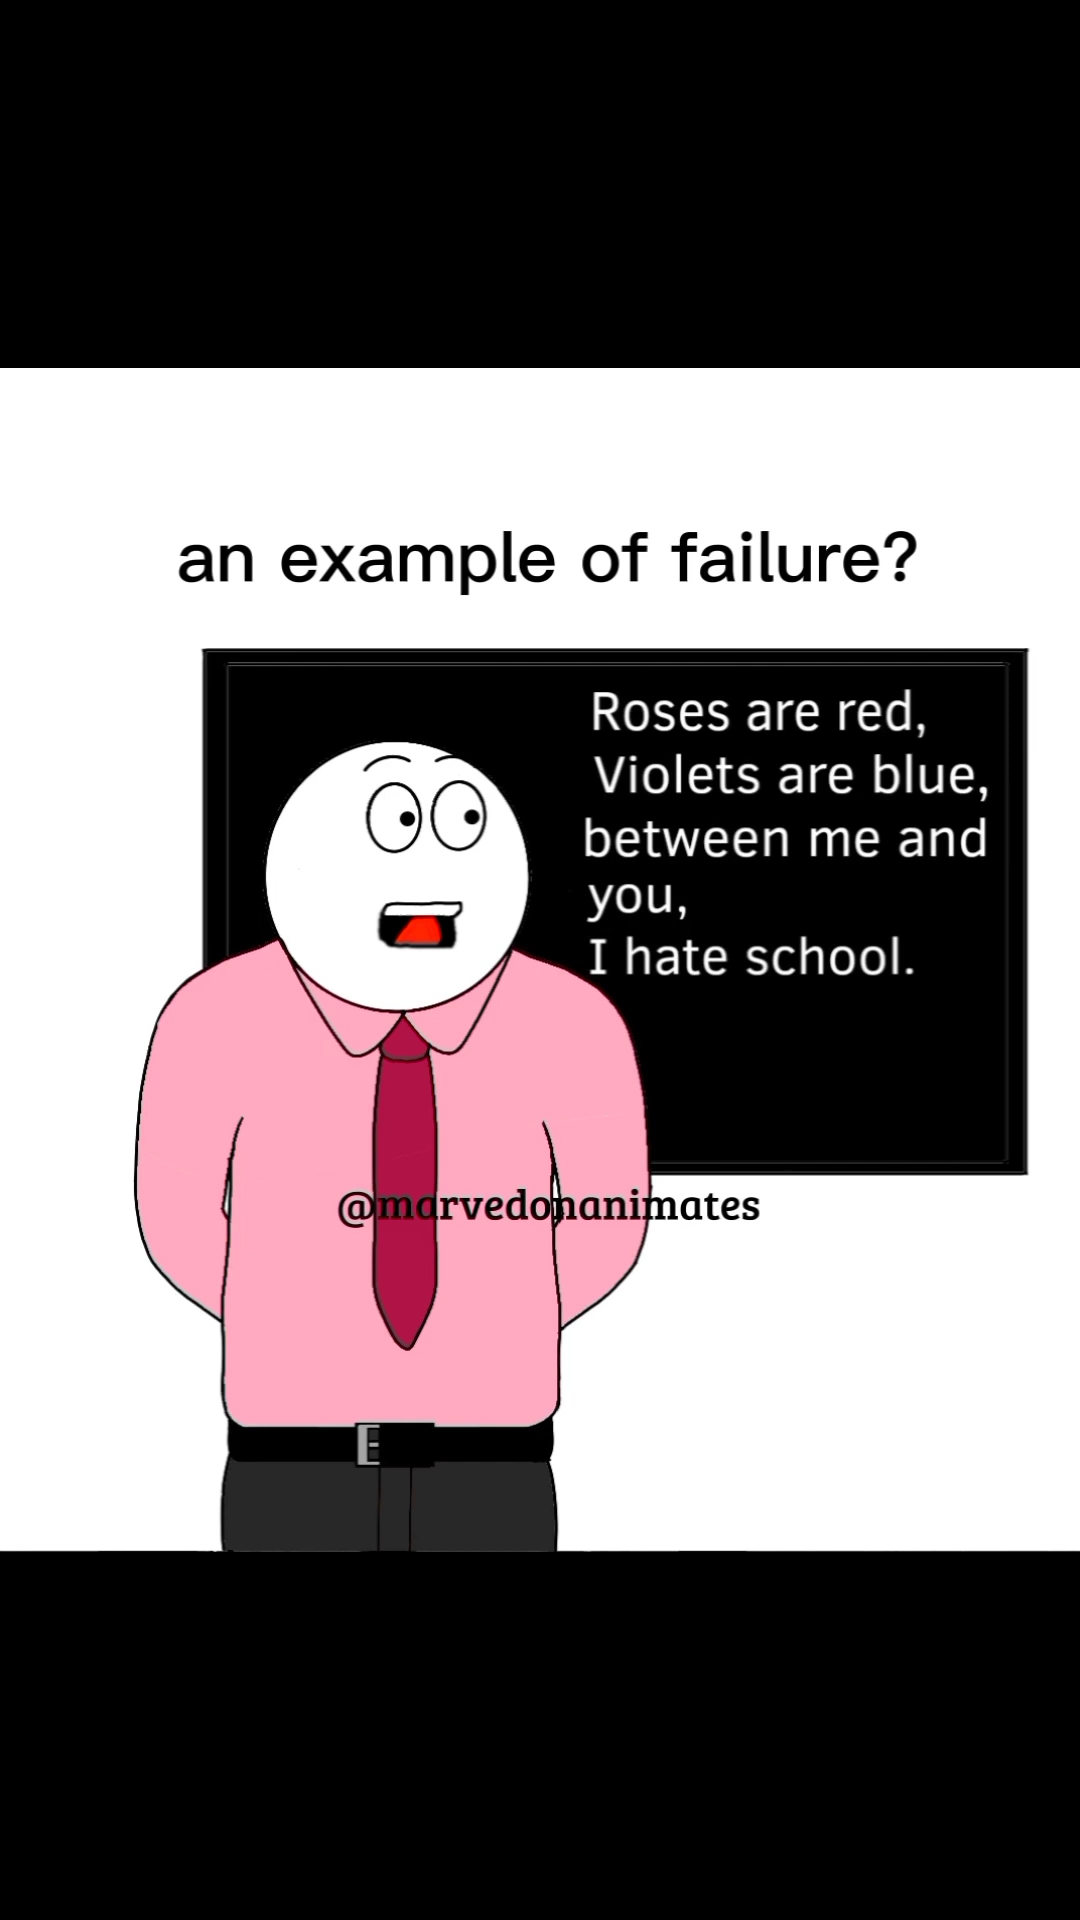 an example of failure?
Roses are red,
Violets are blue,
between me and
you,
I hate school.
@marvedonanimates